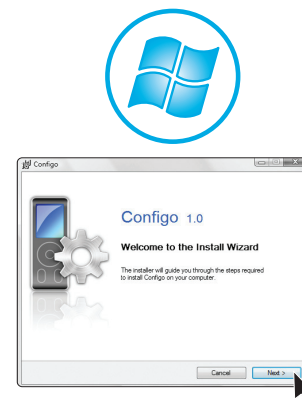 Configo
Configo 1.0
Welcome to the Install Wizard
The installer will guide you through the steps required
to install Configo on your computer.
Cancel
Next >